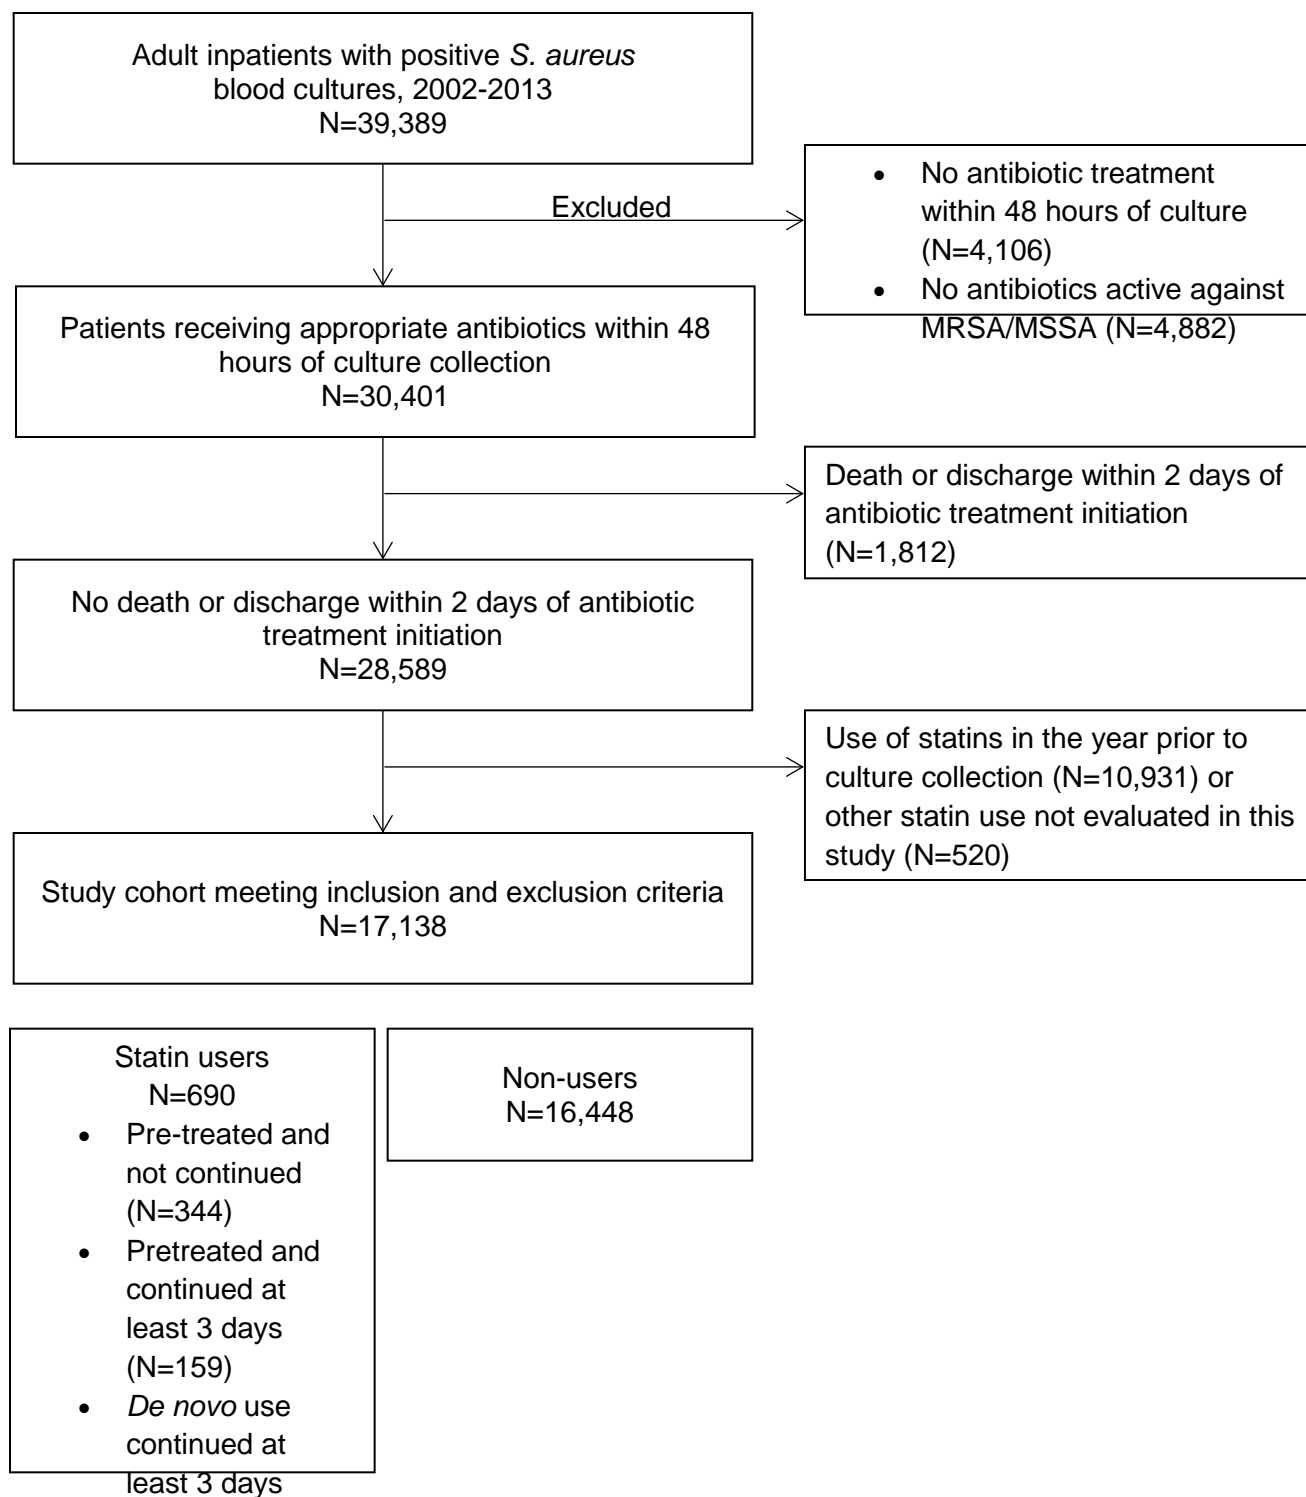 Adult inpatients with positive S. aureus
blood cultures, 2002-2013
N=39,389
Excluded
• No antibiotic treatment
within 48 hours of culture
(N=4,106)
• No antibiotics active against
MRSA/MSSA (N=4,882)
Patients receiving appropriate antibiotics within 48
hours of culture collection
N=30,401
Death or discharge within 2 days of
antibiotic treatment initiation
(N=1,812)
No death or discharge within 2 days of antibiotic
treatment initiation
N=28,589
Use of statins in the year prior to
culture collection (N=10,931) or
other statin use not evaluated in this
study (N=520)
Study cohort meeting inclusion and exclusion criteria
N=17,138
Statin users
N=690
• Pre-treated and
not continued
(N=344)
• Pretreated and
continued at
least 3 days
(N=159)
• De novo use
continued at
least 3 days
Non-users
N=16,448